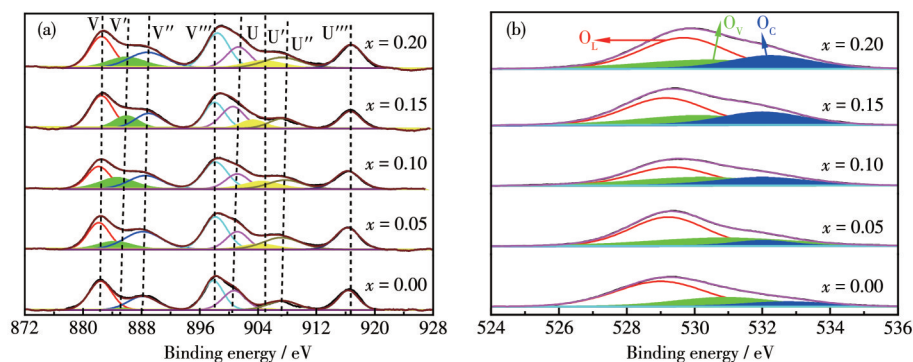 (a)
V V′ V″ V‴ U U′ U″ U‴
x = 0.20
x = 0.15
x = 0.10
x = 0.05
x = 0.00
872 880 888 896 904 912 920 928
Binding energy / eV
(b)
O_L O_V O_C
x = 0.20
x = 0.15
x = 0.10
x = 0.05
x = 0.00
524 526 528 530 532 534 536
Binding energy / eV